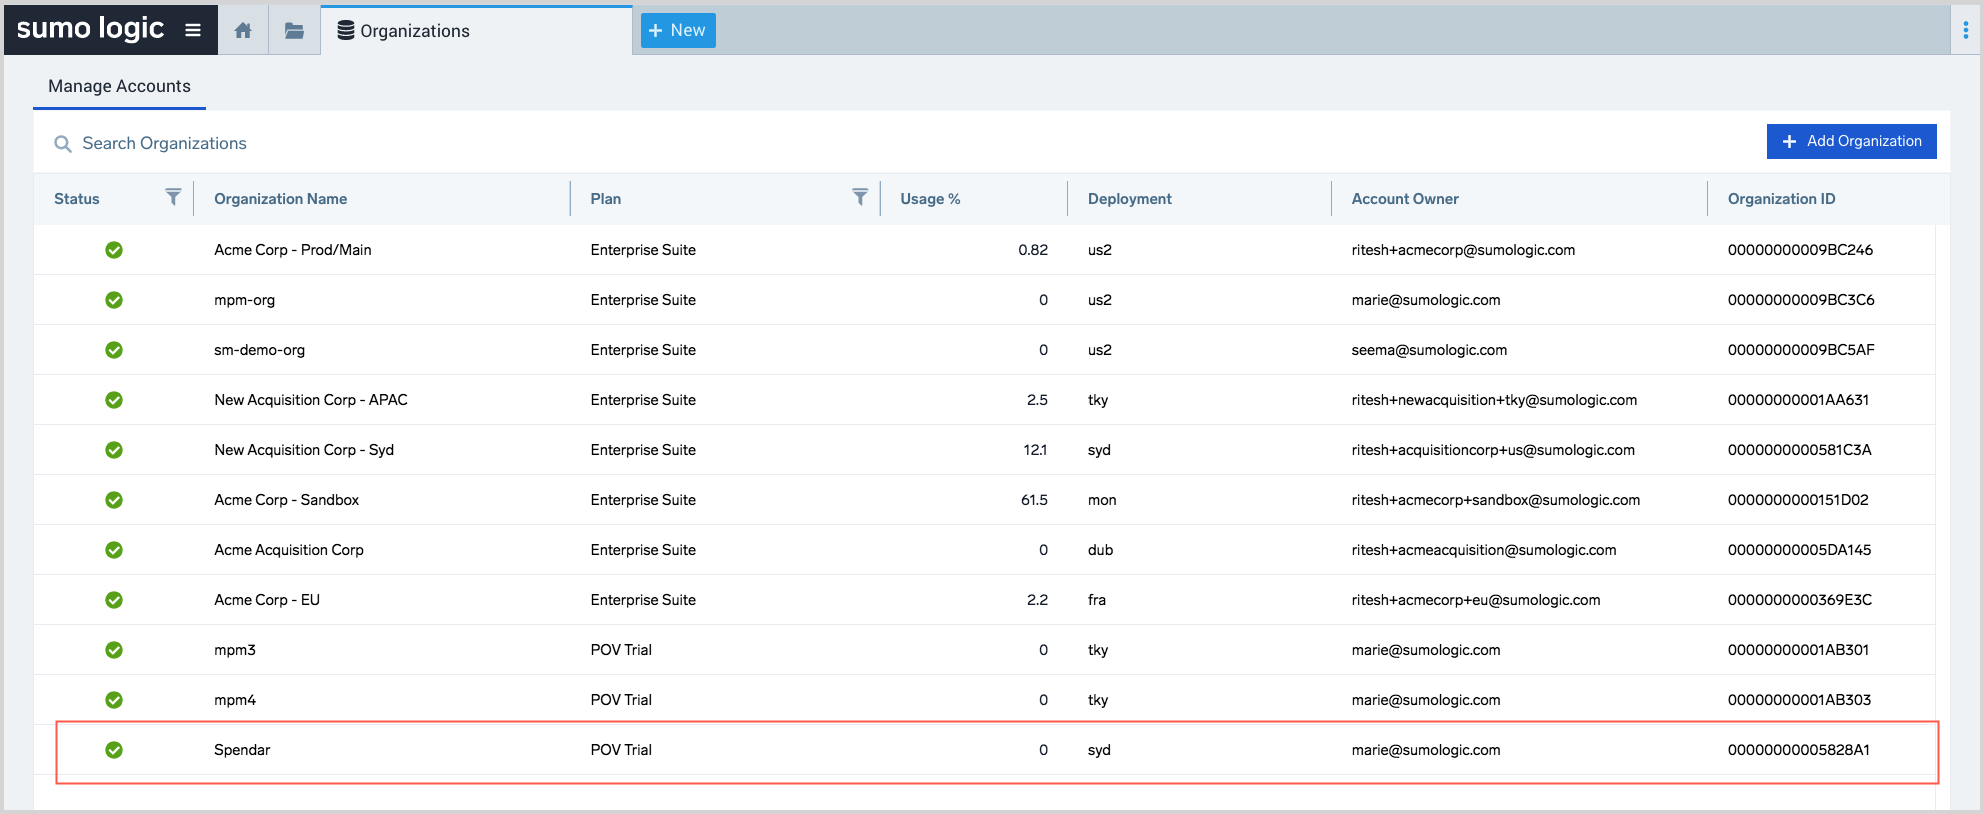 sumo logic Organizations + New
Manage Accounts
Search Organizations + Add Organization
Status Organization Name Plan Usage % Deployment Account Owner Organization ID
Acme Corp - Prod/Main Enterprise Suite 0.82 us2 ritesh+acmecorp@sumologic.com 00000000009BC246
mpm-org Enterprise Suite 0 us2 marie@sumologic.com 00000000009BC3C6
sm-demo-org Enterprise Suite 0 us2 seema@sumologic.com 00000000009BC5AF
New Acquisition Corp - APAC Enterprise Suite 2.5 tky ritesh+newacquisition+tky@sumologic.com 00000000001AA631
New Acquisition Corp - Syd Enterprise Suite 12.1 syd ritesh+acquisitioncorp+us@sumologic.com 0000000000581C3A
Acme Corp - Sandbox Enterprise Suite 61.5 mon ritesh+acmecorp+sandbox@sumologic.com 0000000000151D02
Acme Acquisition Corp Enterprise Suite 0 dub ritesh+acmeacquisition@sumologic.com 00000000005DA145
Acme Corp - EU Enterprise Suite 2.2 fra ritesh+acmecorp+eu@sumologic.com 0000000000369E3C
mpm3 POV Trial 0 tky marie@sumologic.com 00000000001AB301
mpm4 POV Trial 0 tky marie@sumologic.com 00000000001AB303
Spendar POV Trial 0 syd marie@sumologic.com 00000000005828A1